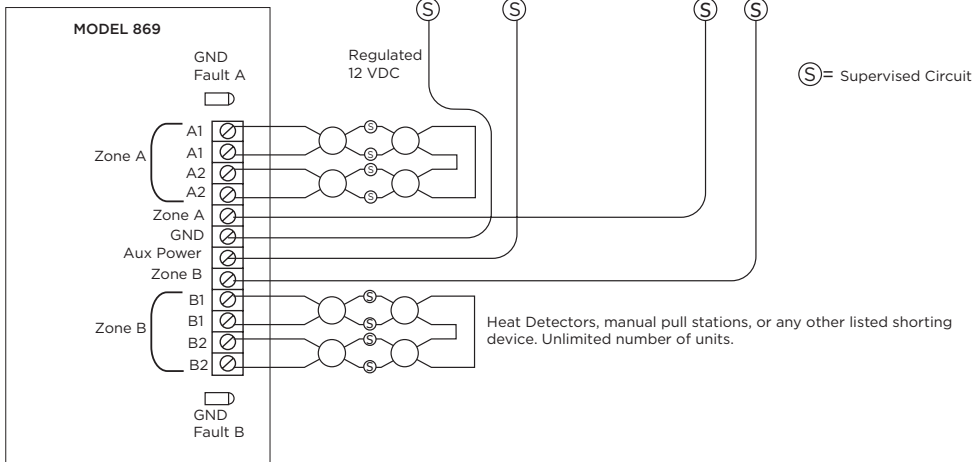 S S S S
MODEL 869
GND
Fault A
Regulated
12 VDC
S = Supervised Circuit
Zone A
A1
A1
A2
A2
S
S
S
S
Zone A
GND
Aux Power
Zone B
Zone B
B1
B1
B2
B2
S
S
S
S
Heat Detectors, manual pull stations, or any other listed shorting
device. Unlimited number of units.
GND
Fault B